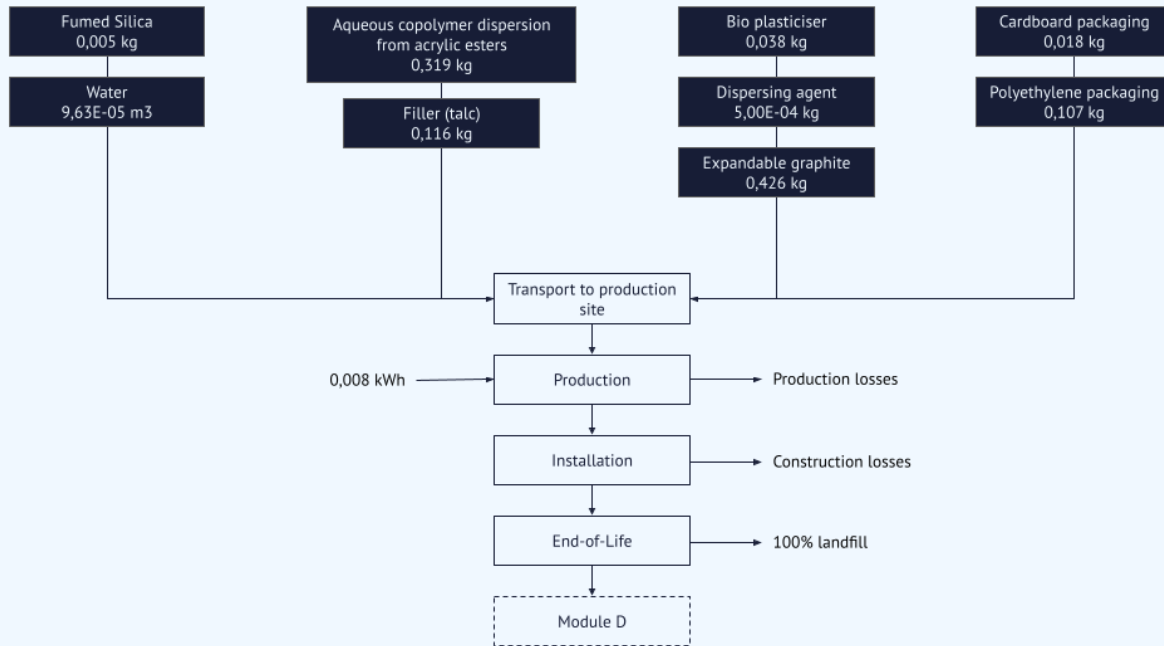 Fumed Silica
0,005 kg
Water
9,63E-05 m3
Aqueous copolymer dispersion
from acrylic esters
0,319 kg
Filler (talc)
0,116 kg
Bio plasticiser
0,038 kg
Dispersing agent
5,00E-04 kg
Expandable graphite
0,426 kg
Cardboard packaging
0,018 kg
Polyethylene packaging
0,107 kg
Transport to production
site
0,008 kWh
Production
Production losses
Installation
Construction losses
End-of-Life
100% landfill
Module D